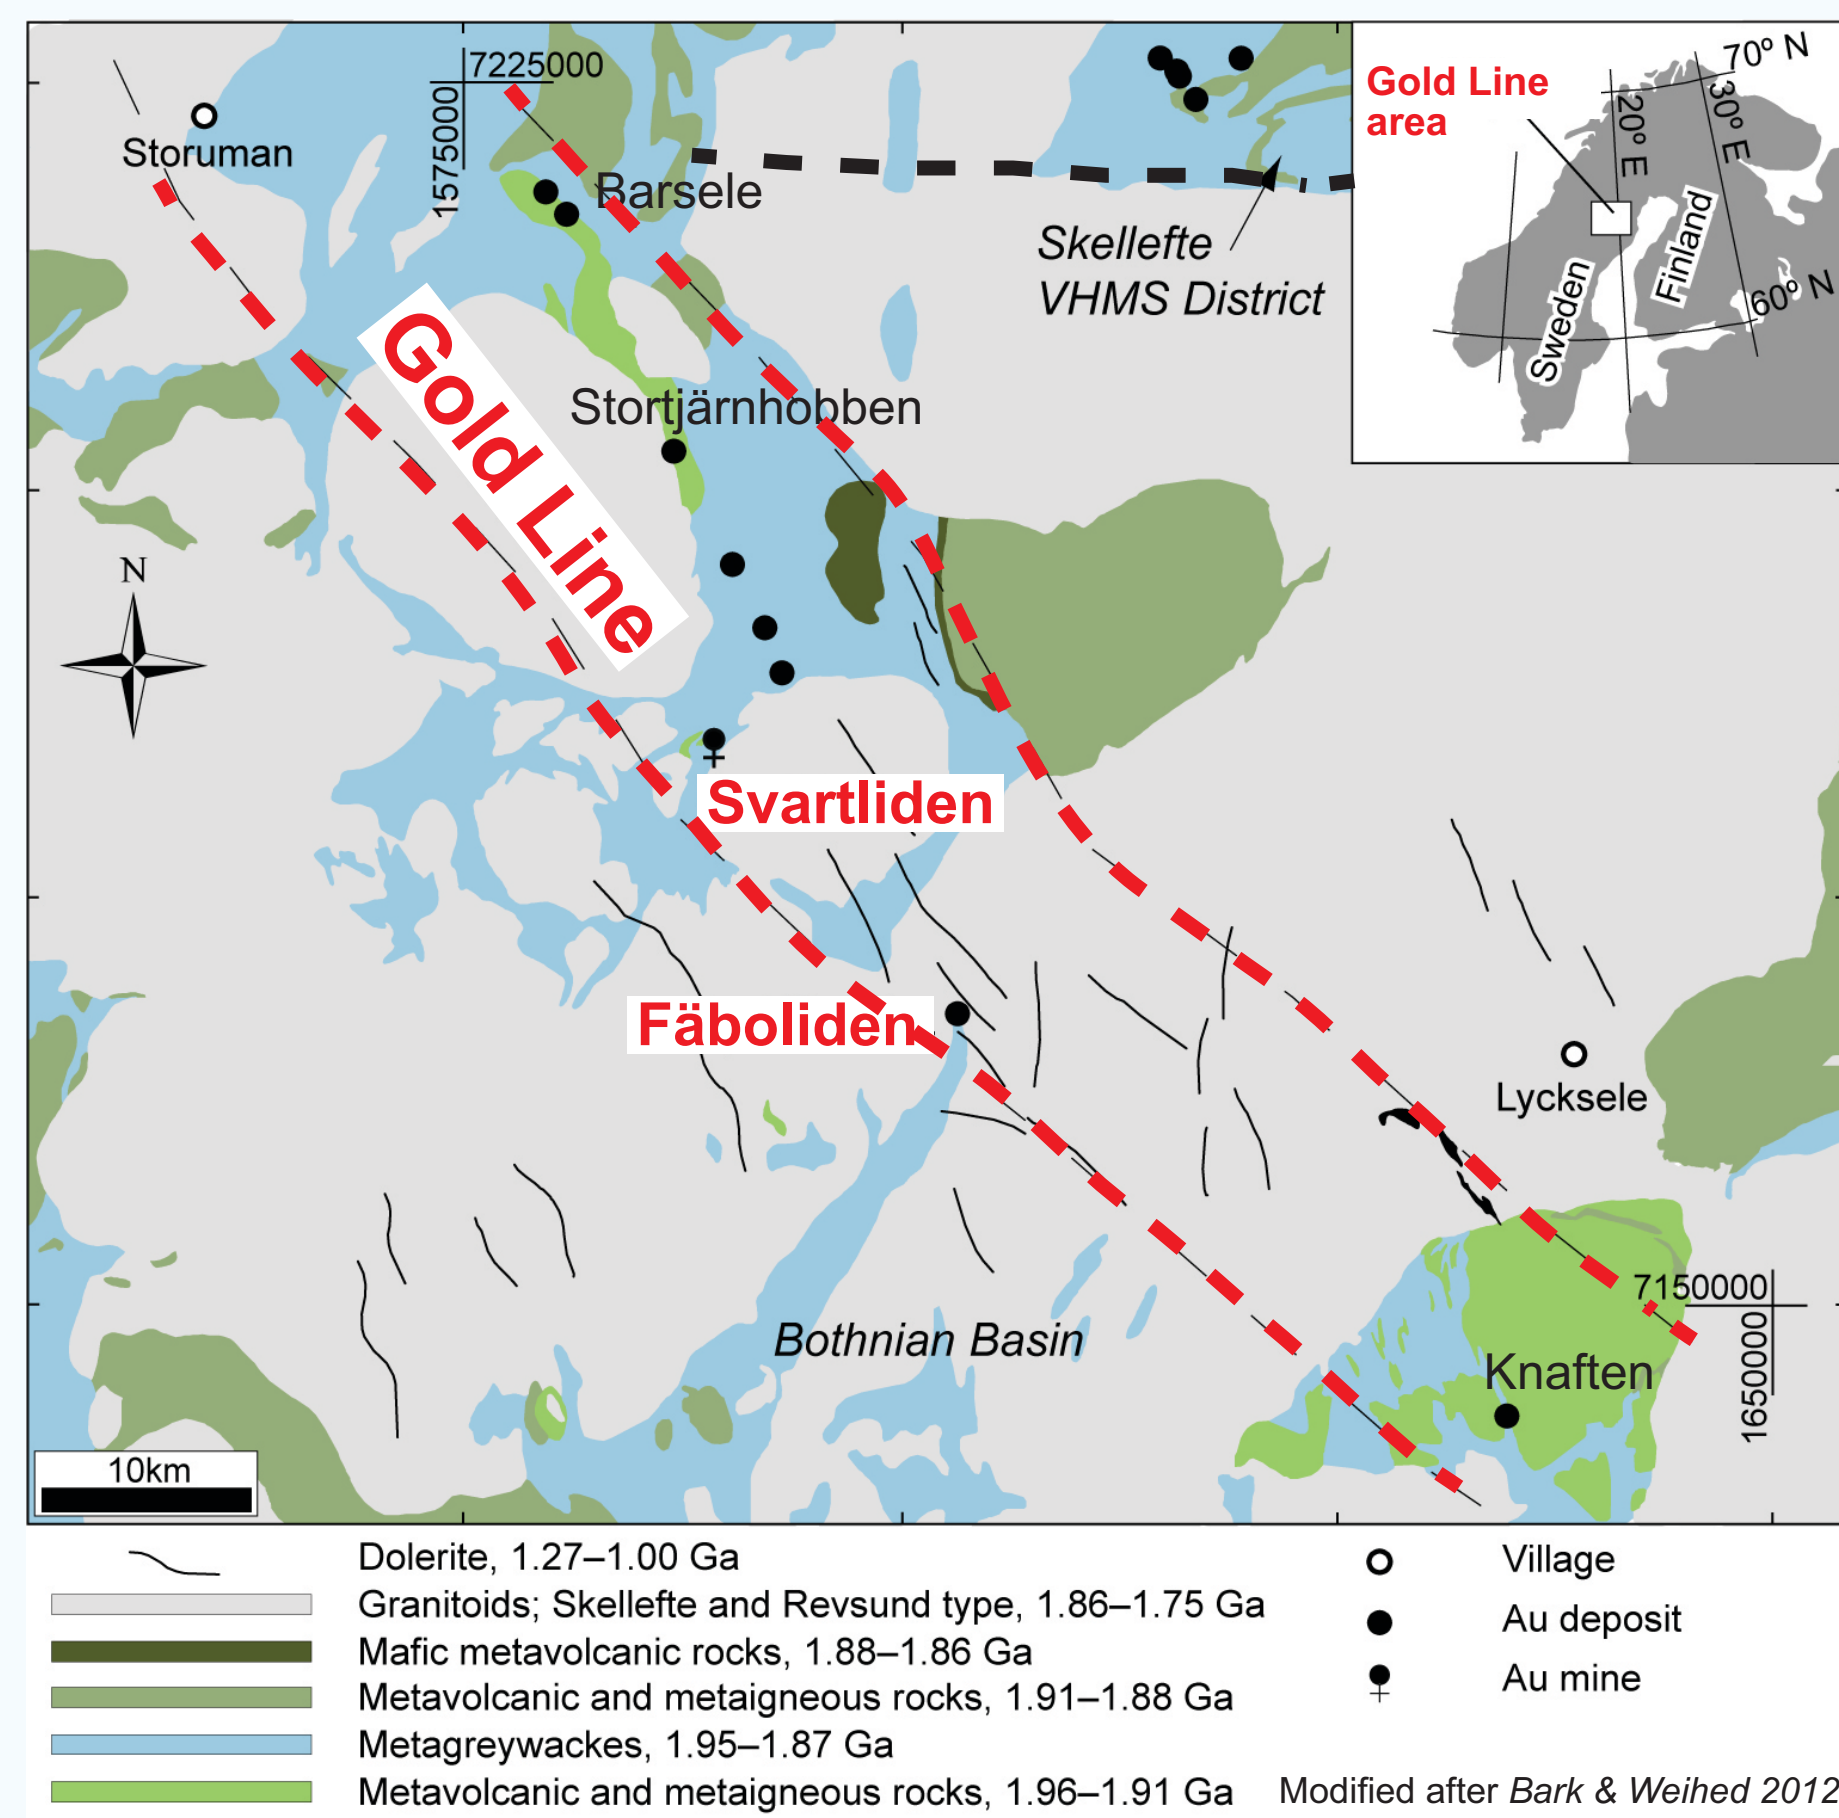 7225000
1575000
Storuman
Barsele
Skellefte
VHMS District
Gold Line
area
70º N
20º E
30º E
Sweden
Finland
60º N
Gold Line
Stortjärnhobben
N
Svartliden
Fäboliden
Lycksele
7150000
1650000
Bothnian Basin
Knaften
10km
Dolerite, 1.27–1.00 Ga
Granitoids; Skellefte and Revsund type, 1.86–1.75 Ga
Mafic metavolcanic rocks, 1.88–1.86 Ga
Metavolcanic and metaigneous rocks, 1.91–1.88 Ga
Metagreywackes, 1.95–1.87 Ga
Metavolcanic and metaigneous rocks, 1.96–1.91 Ga
Village
Au deposit
Au mine
Modified after Bark & Weihed 2012